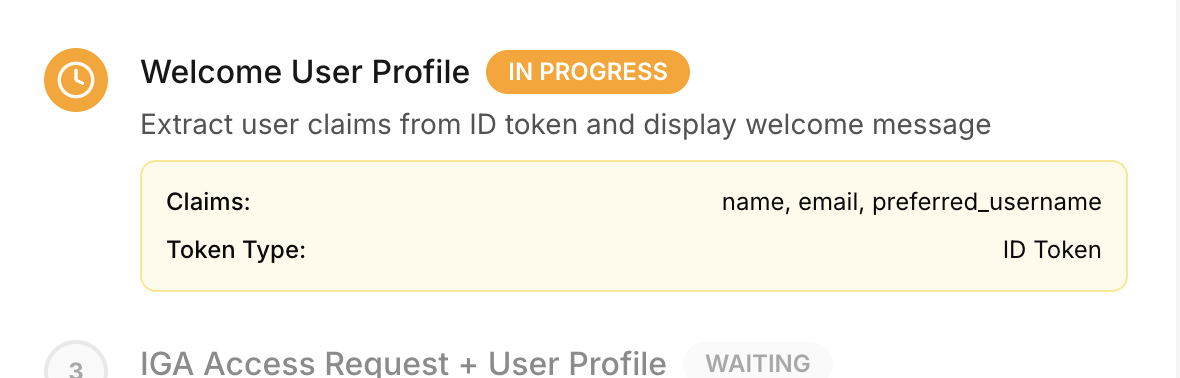 Welcome User Profile IN PROGRESS
Extract user claims from ID token and display welcome message
Claims: name, email, preferred_username
Token Type: ID Token
3 IGA Access Request + User Profile WAITING